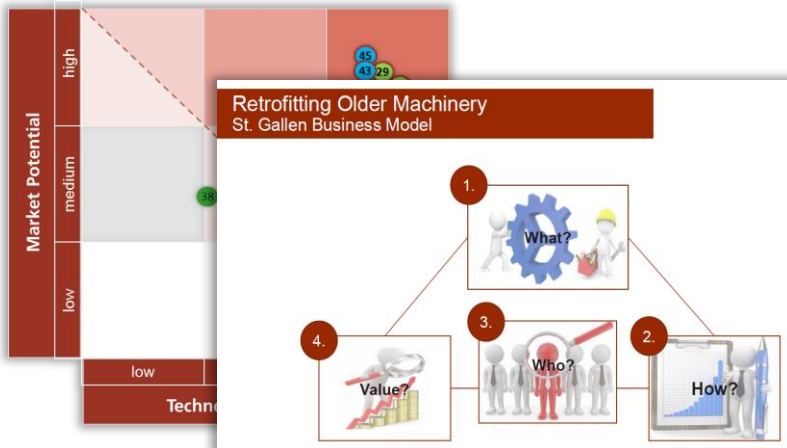 Market Potential
high
medium
low
45
43
29
38
low
Retrofitting Older Machinery
St. Gallen Business Model
1.
What?
2.
How?
3.
Who?
4.
Value?